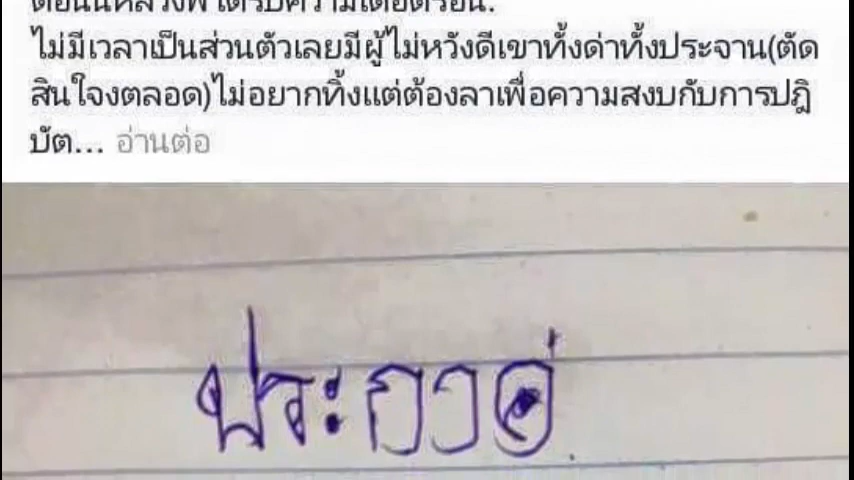 ไม่มีเวลาเป็นส่วนตัวเลยมีผู้ไม่หวังดีเขาทั้งด่าทั้งประจาน(ตัด
สินใจงตลอด)ไม่อยากทิ้งแต่ต้องลาเพื่อความสงบกับการปฎิ
บัต... อ่านต่อ
ประกาค่